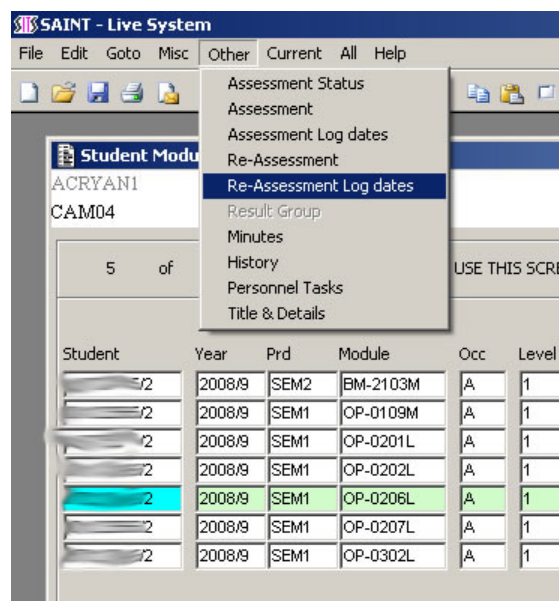 SITS SAINT - Live System
File Edit Goto Misc Other Current All Help
Assessment Status
Assessment
Assessment Log dates
Re-Assessment
Re-Assessment Log dates
Result Group
Minutes
History
Personnel Tasks
Title & Details
Student Modu
ACRYAN1
CAM04
5 of USE THIS SCRE
Student Year Prd Module Occ Level
/2 2008/9 SEM2 BM-2103M A 1
/2 2008/9 SEM1 OP-0109M A 1
/2 2008/9 SEM1 OP-0201L A 1
/2 2008/9 SEM1 OP-0202L A 1
2 2008/9 SEM1 OP-0206L A 1
2 2008/9 SEM1 OP-0207L A 1
/2 2008/9 SEM1 OP-0302L A 1